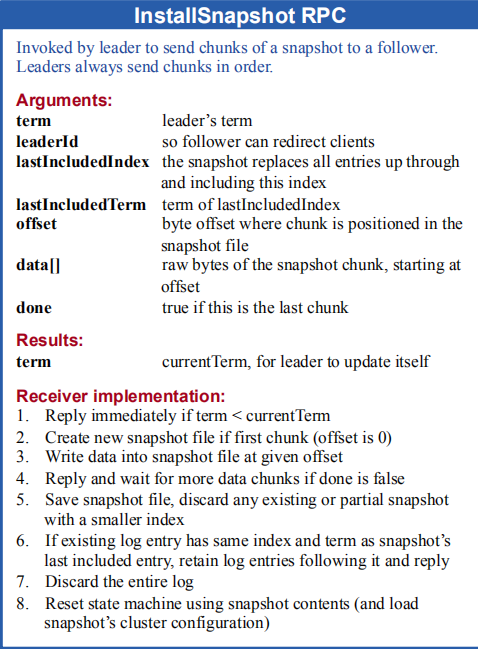 InstallSnapshot RPC
Invoked by leader to send chunks of a snapshot to a follower.
Leaders always send chunks in order.
Arguments:
term leader's term
leaderId so follower can redirect clients
lastIncludedIndex the snapshot replaces all entries up through
and including this index
lastIncludedTerm term of lastIncludedIndex
offset byte offset where chunk is positioned in the
snapshot file
data[] raw bytes of the snapshot chunk, starting at
offset
done true if this is the last chunk
Results:
term currentTerm, for leader to update itself
Receiver implementation:
1. Reply immediately if term < currentTerm
2. Create new snapshot file if first chunk (offset is 0)
3. Write data into snapshot file at given offset
4. Reply and wait for more data chunks if done is false
5. Save snapshot file, discard any existing or partial snapshot
with a smaller index
6. If existing log entry has same index and term as snapshot's
last included entry, retain log entries following it and reply
7. Discard the entire log
8. Reset state machine using snapshot contents (and load
snapshot's cluster configuration)